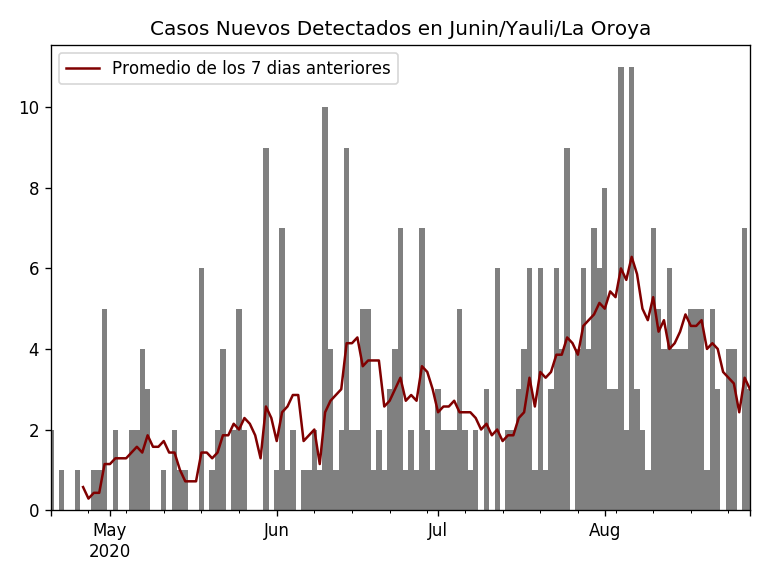 Casos Nuevos Detectados en Junin/Yauli/La Oroya
Promedio de los 7 dias anteriores
10
8
6
4
2
0
May
2020
Jun
Jul
Aug